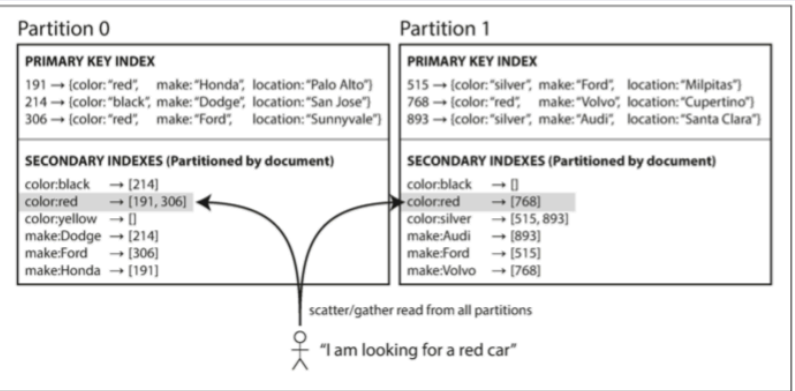 Partition 0
PRIMARY KEY INDEX
191 → {color: "red", make: "Honda", location: "Palo Alto"}
214 → {color: "black", make: "Dodge", location: "San Jose"}
306 → {color: "red", make: "Ford", location: "Sunnyvale"}
SECONDARY INDEXES (Partitioned by document)
color:black → [214]
color:red → [191, 306]
color:yellow → []
make:Dodge → [214]
make:Ford → [306]
make:Honda → [191]
Partition 1
PRIMARY KEY INDEX
515 → {color: "silver", make: "Ford", location: "Milpitas"}
768 → {color: "red", make: "Volvo", location: "Cupertino"}
893 → {color: "silver", make: "Audi", location: "Santa Clara"}
SECONDARY INDEXES (Partitioned by document)
color:black → []
color:red → [768]
color:silver → [515, 893]
make:Audi → [893]
make:Ford → [515]
make:Volvo → [768]
scatter/gather read from all partitions
"I am looking for a red car"